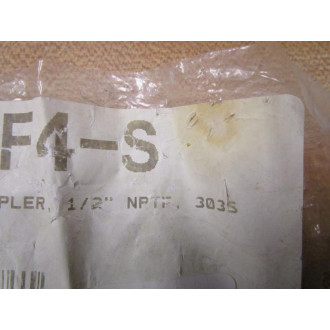 F4-S
PLER, 1/2" NPTF, 303S